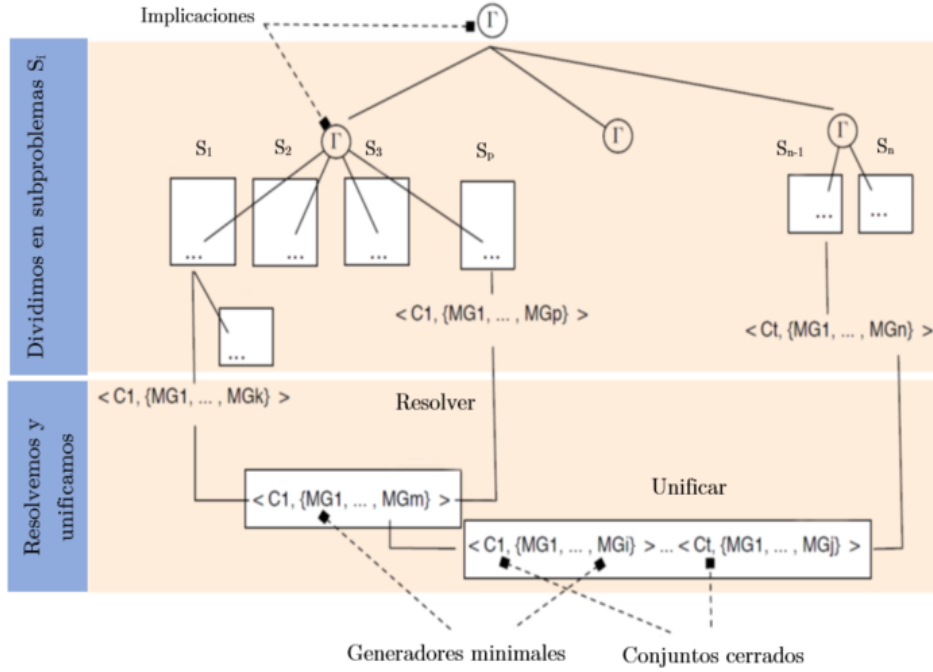 Implicaciones
Γ
Dividimos en subproblemas Sᵢ
Γ
Γ
Γ
S₁
S₂
S₃
Sₚ
Sₙ₋₁
Sₙ
...
...
...
...
...
...
...
< C1, {MG1, ... , MGp} >
< Ct, {MG1, ... , MGn} >
Resolvemos y
unificamos
< C1, {MG1, ... , MGk} >
Resolver
< C1, {MG1, ... , MGm} >
Unificar
< C1, {MG1, ... , MGi} > ... < Ct, {MG1, ... , MGj} >
Generadores minimales
Conjuntos cerrados